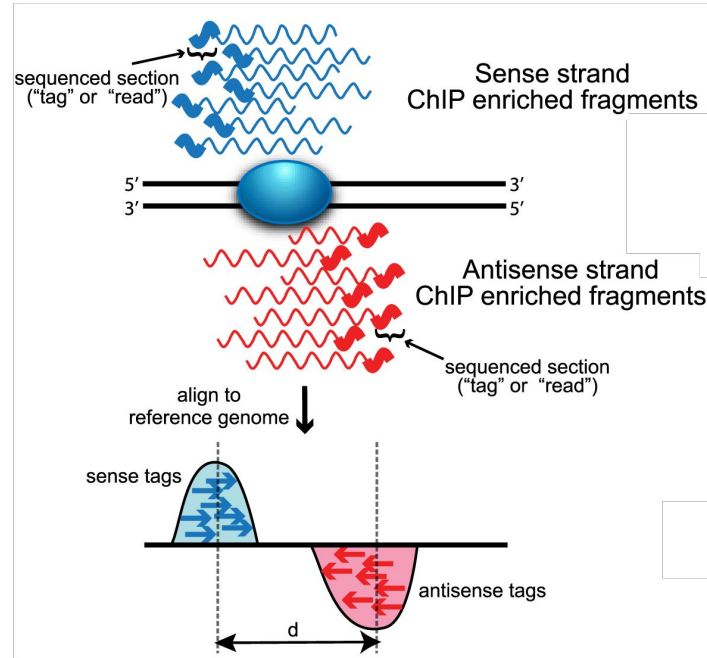 Sense strand
ChIP enriched fragments
sequenced section
(“tag” or “read”)
5′ 3′
3′ 5′
Antisense strand
ChIP enriched fragments
sequenced section
(“tag” or “read”)
align to
reference genome
sense tags
antisense tags
d